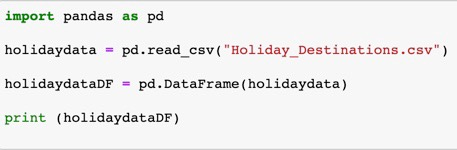 import pandas as pd
holidaydata = pd.read_csv("Holiday_Destinations.csv")
holidaydataDF = pd.DataFrame(holidaydata)
print (holidaydataDF)